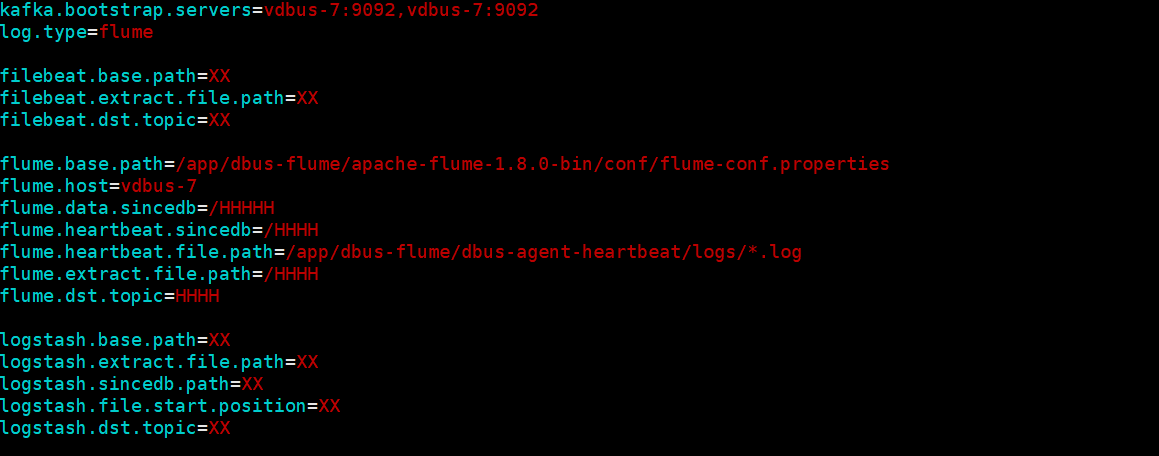 kafka.bootstrap.servers=vdbus-7:9092,vdbus-7:9092
log.type=flume
filebeat.base.path=XX
filebeat.extract.file.path=XX
filebeat.dst.topic=XX
flume.base.path=/app/dbus-flume/apache-flume-1.8.0-bin/conf/flume-conf.properties
flume.host=vdbus-7
flume.data.sincedb=/HHHHH
flume.heartbeat.sincedb=/HHHH
flume.heartbeat.file.path=/app/dbus-flume/dbus-agent-heartbeat/logs/*.log
flume.extract.file.path=/HHHH
flume.dst.topic=HHHH
logstash.base.path=XX
logstash.extract.file.path=XX
logstash.sincedb.path=XX
logstash.file.start.position=XX
logstash.dst.topic=XX